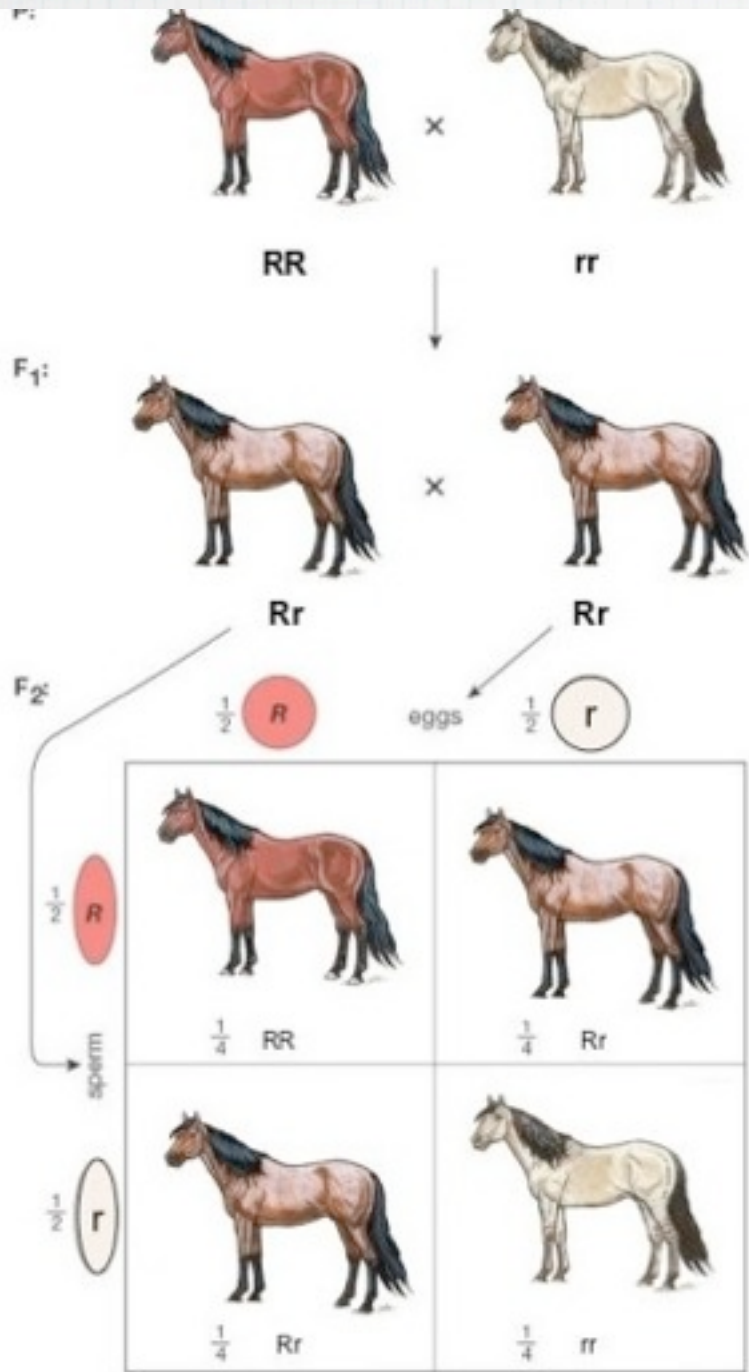 P:
×
RR rr
F₁:
×
Rr Rr
F₂:
½ R eggs ½ r
½ R
¼ RR ¼ Rr
sperm
½ r
¼ Rr ¼ rr